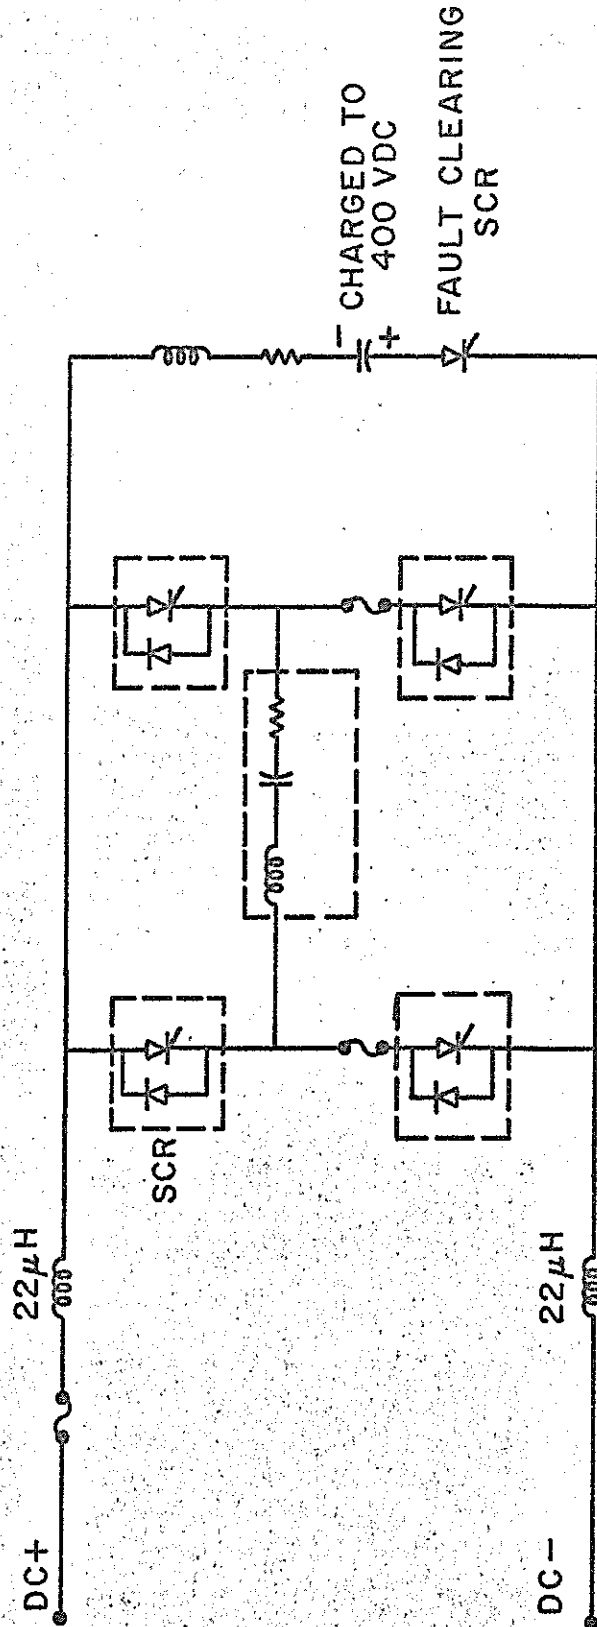 DC+
22μH
SCR
− CHARGED TO
400 VDC
+
FAULT CLEARING
SCR
DC−
22μH